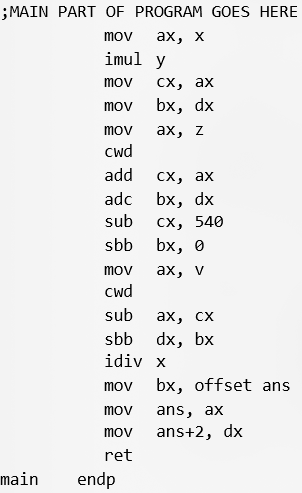 ;MAIN PART OF PROGRAM GOES HERE
mov ax, x
imul y
mov cx, ax
mov bx, dx
mov ax, z
cwd
add cx, ax
adc bx, dx
sub cx, 540
sbb bx, 0
mov ax, v
cwd
sub ax, cx
sbb dx, bx
idiv x
mov bx, offset ans
mov ans, ax
mov ans+2, dx
ret
main endp